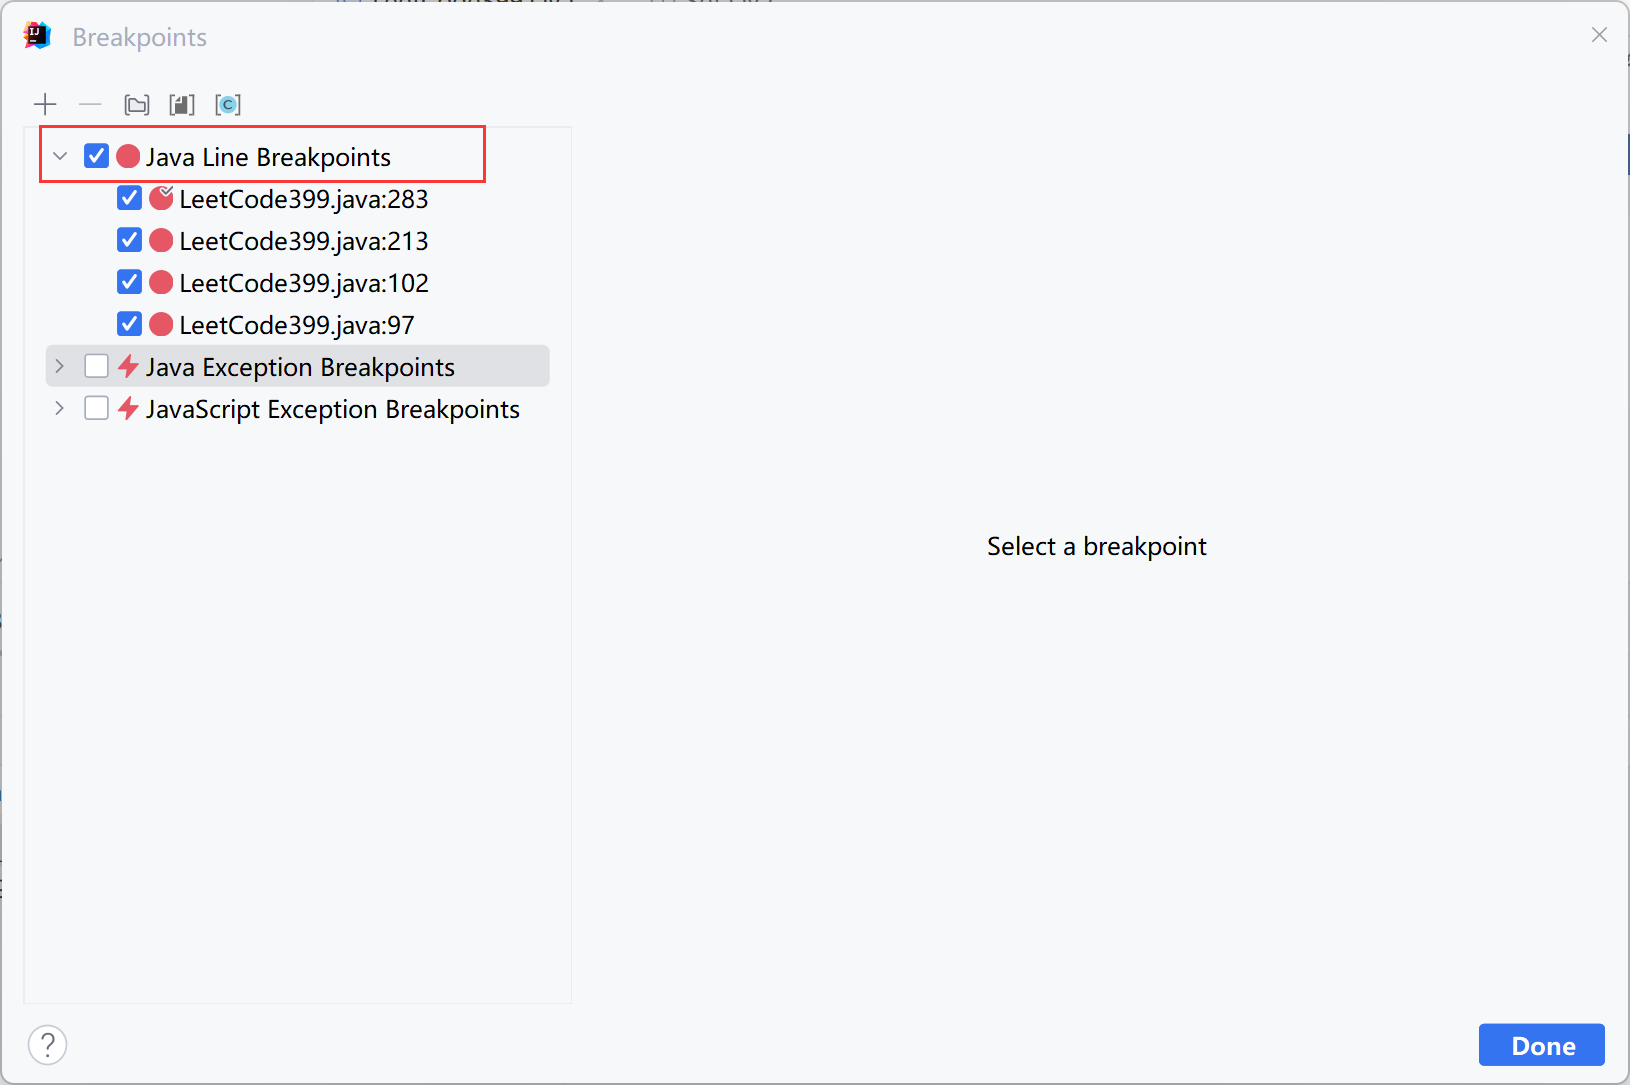 Breakpoints
Java Line Breakpoints
LeetCode399.java:283
LeetCode399.java:213
LeetCode399.java:102
LeetCode399.java:97
Java Exception Breakpoints
JavaScript Exception Breakpoints
Select a breakpoint
?
Done